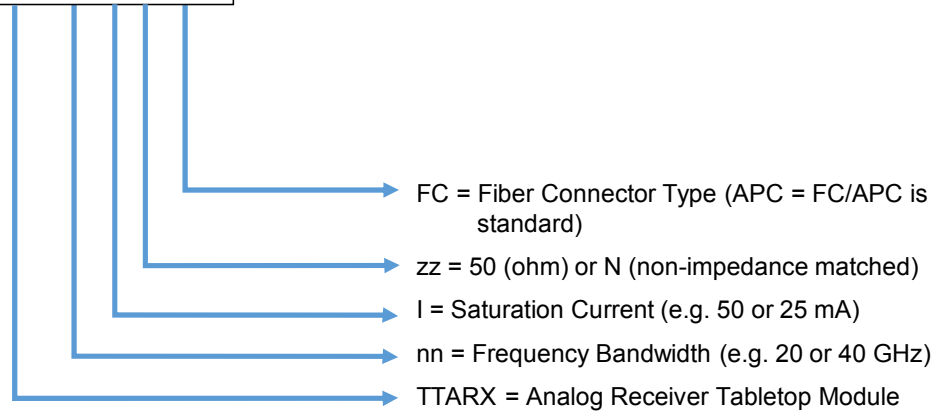 FC = Fiber Connector Type (APC = FC/APC is
standard)
zz = 50 (ohm) or N (non-impedance matched)
I = Saturation Current (e.g. 50 or 25 mA)
nn = Frequency Bandwidth (e.g. 20 or 40 GHz)
TTARX = Analog Receiver Tabletop Module